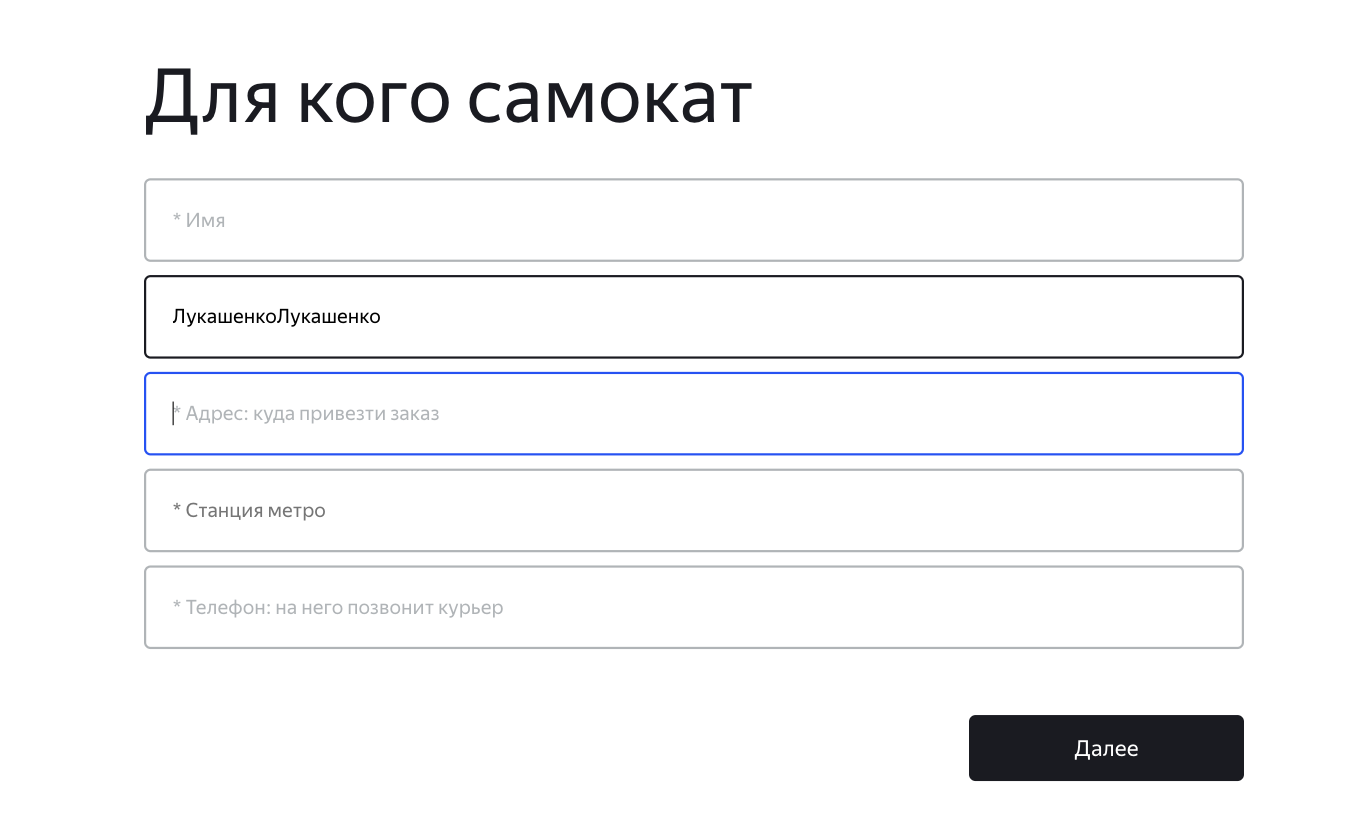 Для кого самокат
* Имя
ЛукашенкоЛукашенко
* Адрес: куда привезти заказ
* Станция метро
* Телефон: на него позвонит курьер
Далее